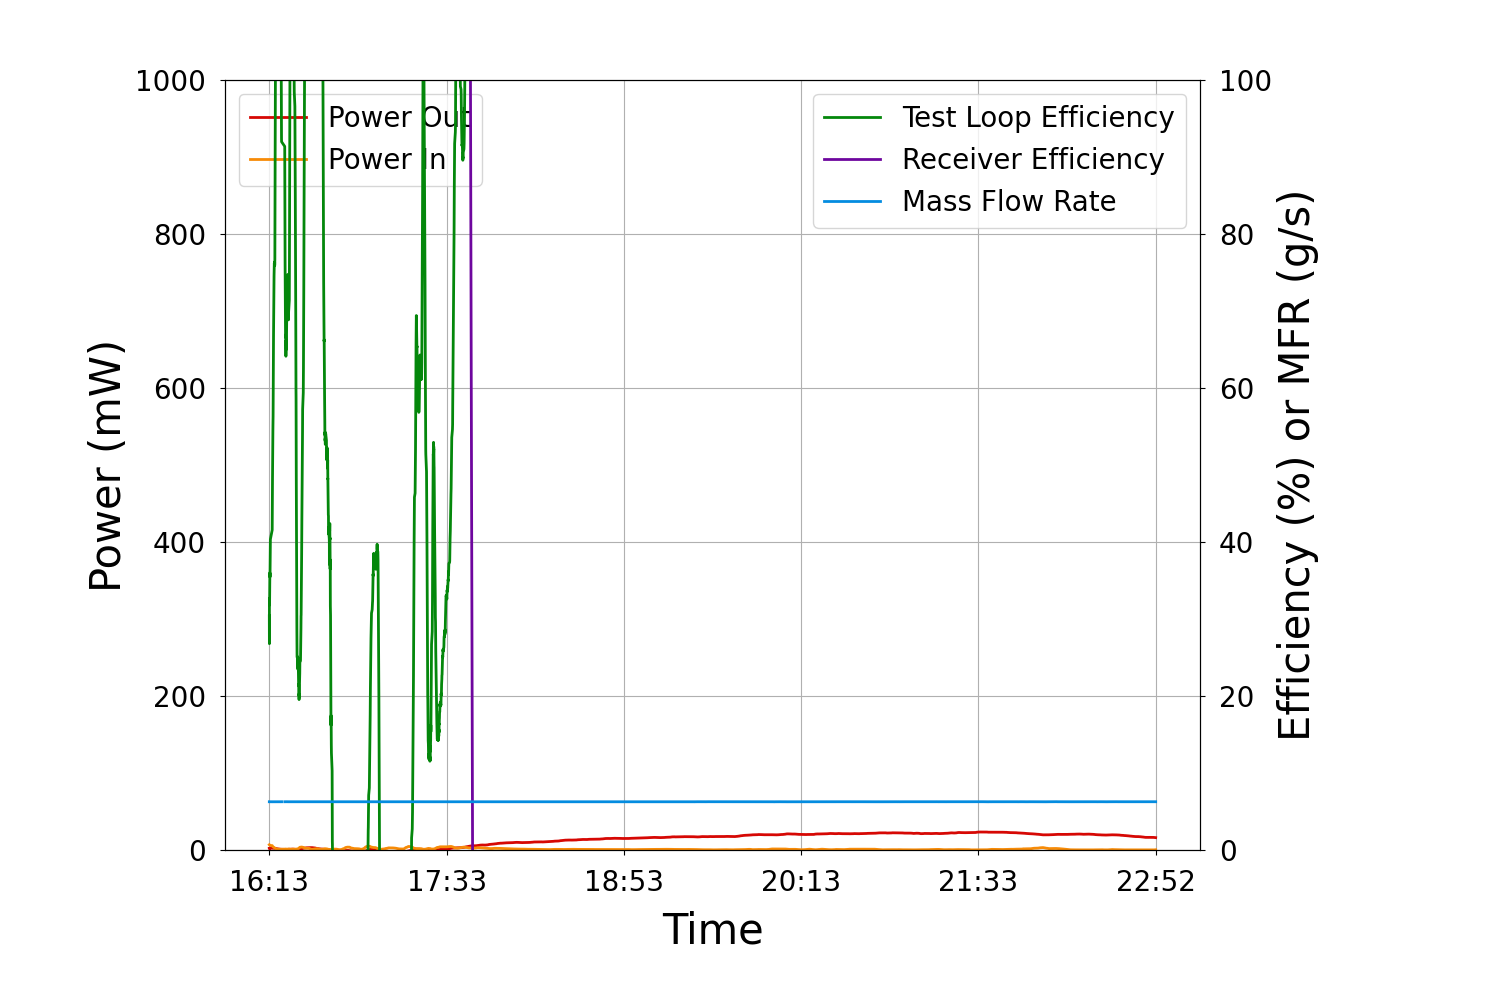 1000
800
600
400
200
0
Power (mW)
Power Out
Power In
Test Loop Efficiency
Receiver Efficiency
Mass Flow Rate
100
80
60
40
20
0
Efficiency (%) or MFR (g/s)
16:13 17:33 18:53 20:13 21:33 22:52
Time